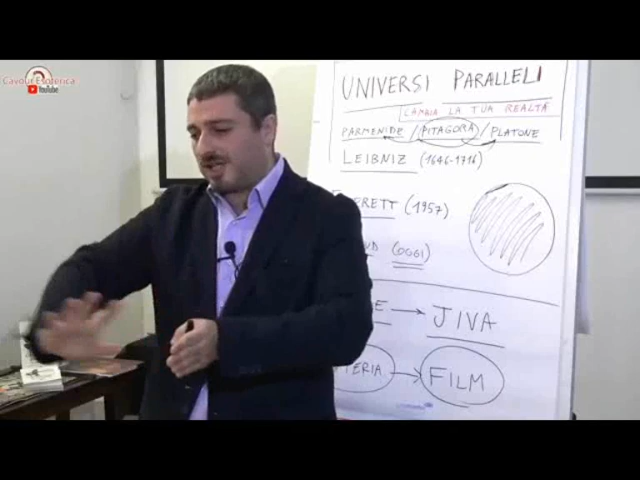 Cavour Esoterica
YouTube
UNIVERSI PARALLELI
CAMBIA LA TUA REALTÀ
PARMENIDE / PITAGORA / PLATONE
LEIBNIZ (1646-1716)
(1957)
(OGGI)
JIVA
FILM